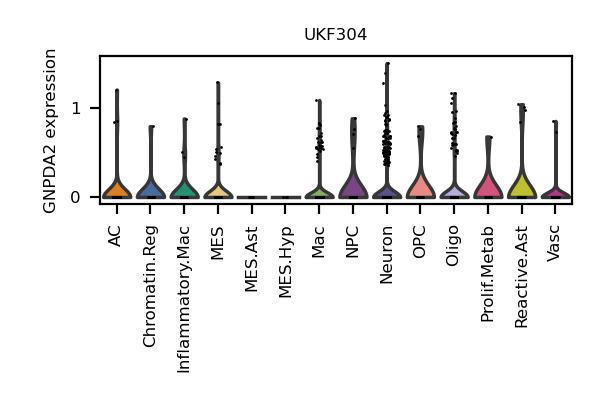 UKF304
GNPDA2 expression
1
0
AC
Chromatin.Reg
Inflammatory.Mac
MES
MES.Ast
MES.Hyp
Mac
NPC
Neuron
OPC
Oligo
Prolif.Metab
Reactive.Ast
Vasc